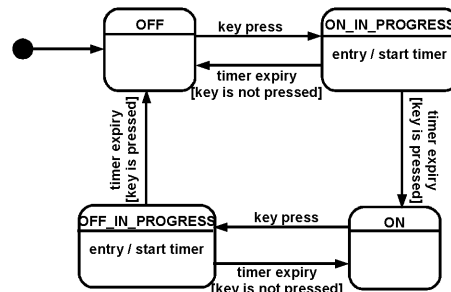 OFF
key press
ON_IN_PROGRESS
entry / start timer
timer expiry
[key is not pressed]
timer expiry
[key is pressed]
timer expiry
[key is pressed]
OFF_IN_PROGRESS
entry / start timer
key press
ON
timer expiry
[key is not pressed]